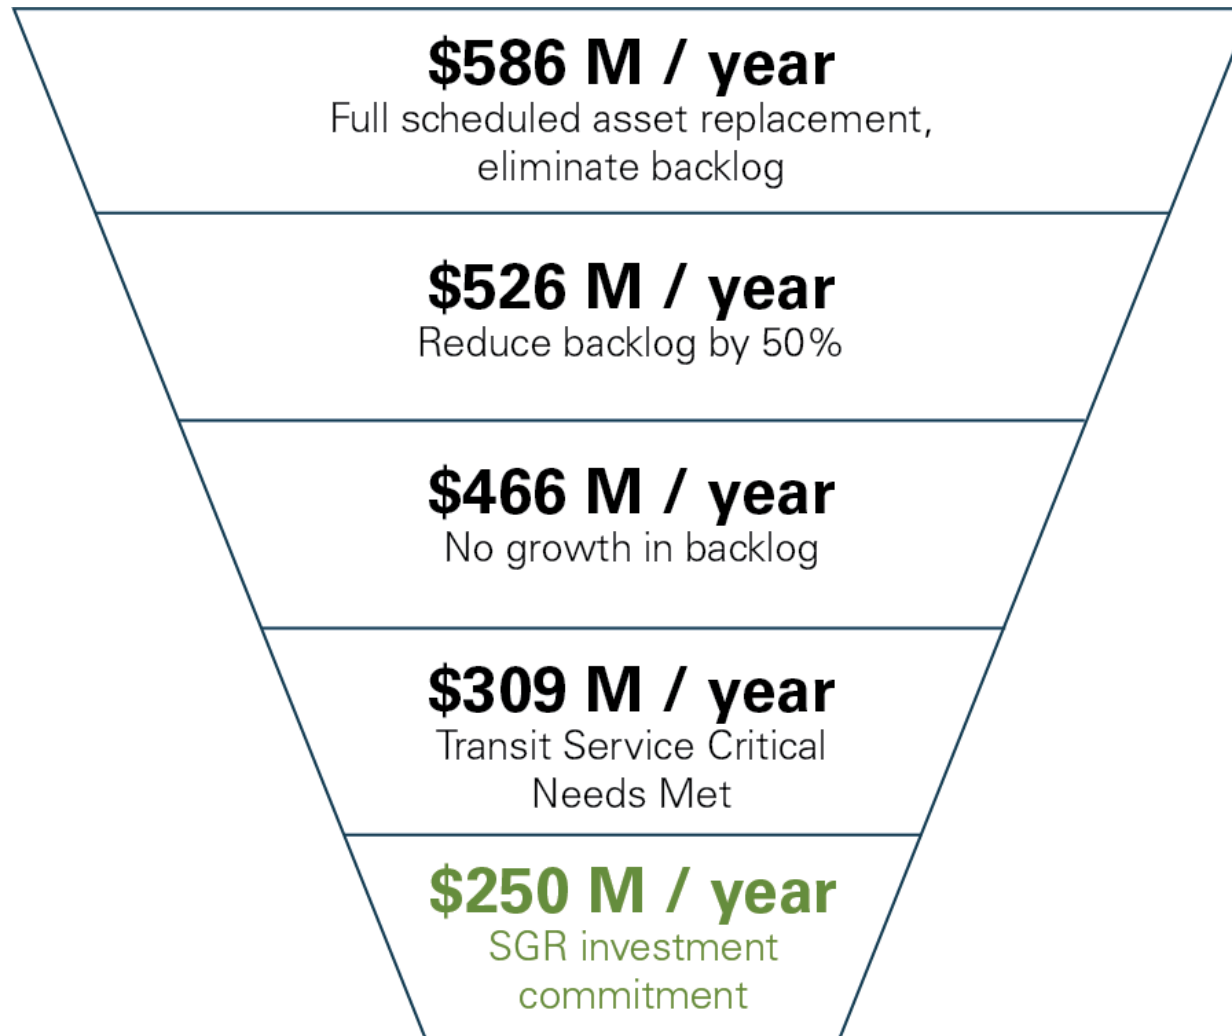 $586 M / year
Full scheduled asset replacement,
eliminate backlog
$526 M / year
Reduce backlog by 50%
$466 M / year
No growth in backlog
$309 M / year
Transit Service Critical
Needs Met
$250 M / year
SGR investment
commitment